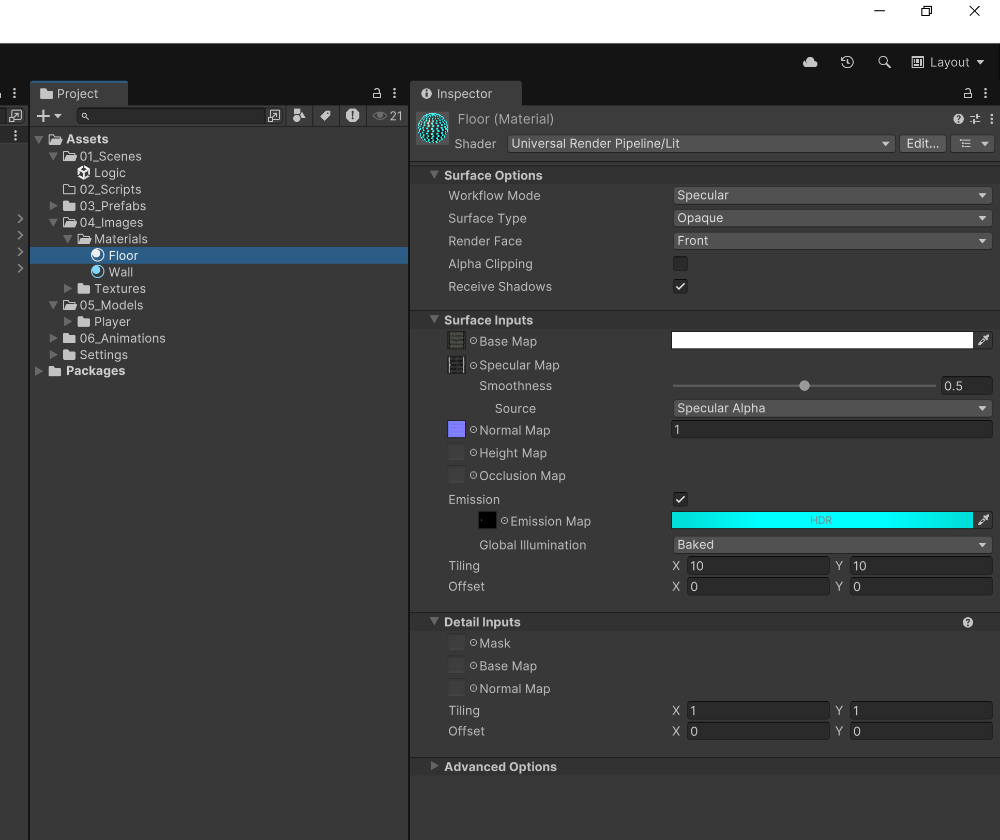 Layout
Project
21
Assets
01_Scenes
Logic
02_Scripts
03_Prefabs
04_Images
Materials
Floor
Wall
Textures
05_Models
Player
06_Animations
Settings
Packages
Inspector
Floor (Material)
Shader Universal Render Pipeline/Lit Edit...
Surface Options
Workflow Mode Specular
Surface Type Opaque
Render Face Front
Alpha Clipping
Receive Shadows
Surface Inputs
Base Map
Specular Map
Smoothness 0.5
Source Specular Alpha
Normal Map 1
Height Map
Occlusion Map
Emission
Emission Map HDR
Global Illumination Baked
Tiling X 10 Y 10
Offset X 0 Y 0
Detail Inputs
Mask
Base Map
Normal Map
Tiling X 1 Y 1
Offset X 0 Y 0
Advanced Options